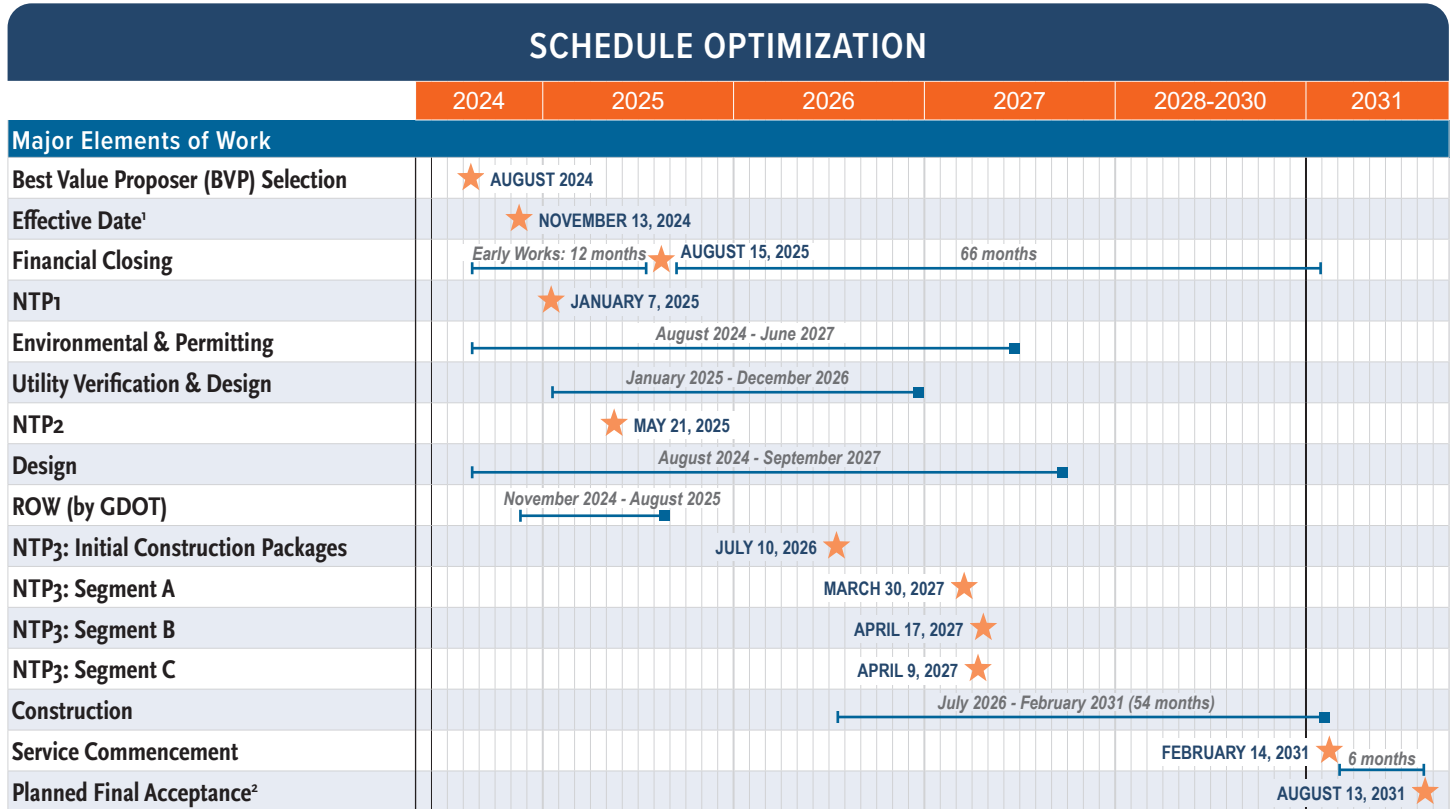 SCHEDULE OPTIMIZATION
2024 2025 2026 2027 2028-2030 2031
Major Elements of Work
Best Value Proposer (BVP) Selection AUGUST 2024
Effective Date¹ NOVEMBER 13, 2024
Financial Closing Early Works: 12 months AUGUST 15, 2025 66 months
NTP1 JANUARY 7, 2025
Environmental & Permitting August 2024 - June 2027
Utility Verification & Design January 2025 - December 2026
NTP2 MAY 21, 2025
Design August 2024 - September 2027
ROW (by GDOT) November 2024 - August 2025
NTP3: Initial Construction Packages JULY 10, 2026
NTP3: Segment A MARCH 30, 2027
NTP3: Segment B APRIL 17, 2027
NTP3: Segment C APRIL 9, 2027
Construction July 2026 - February 2031 (54 months)
Service Commencement FEBRUARY 14, 2031 6 months
Planned Final Acceptance² AUGUST 13, 2031